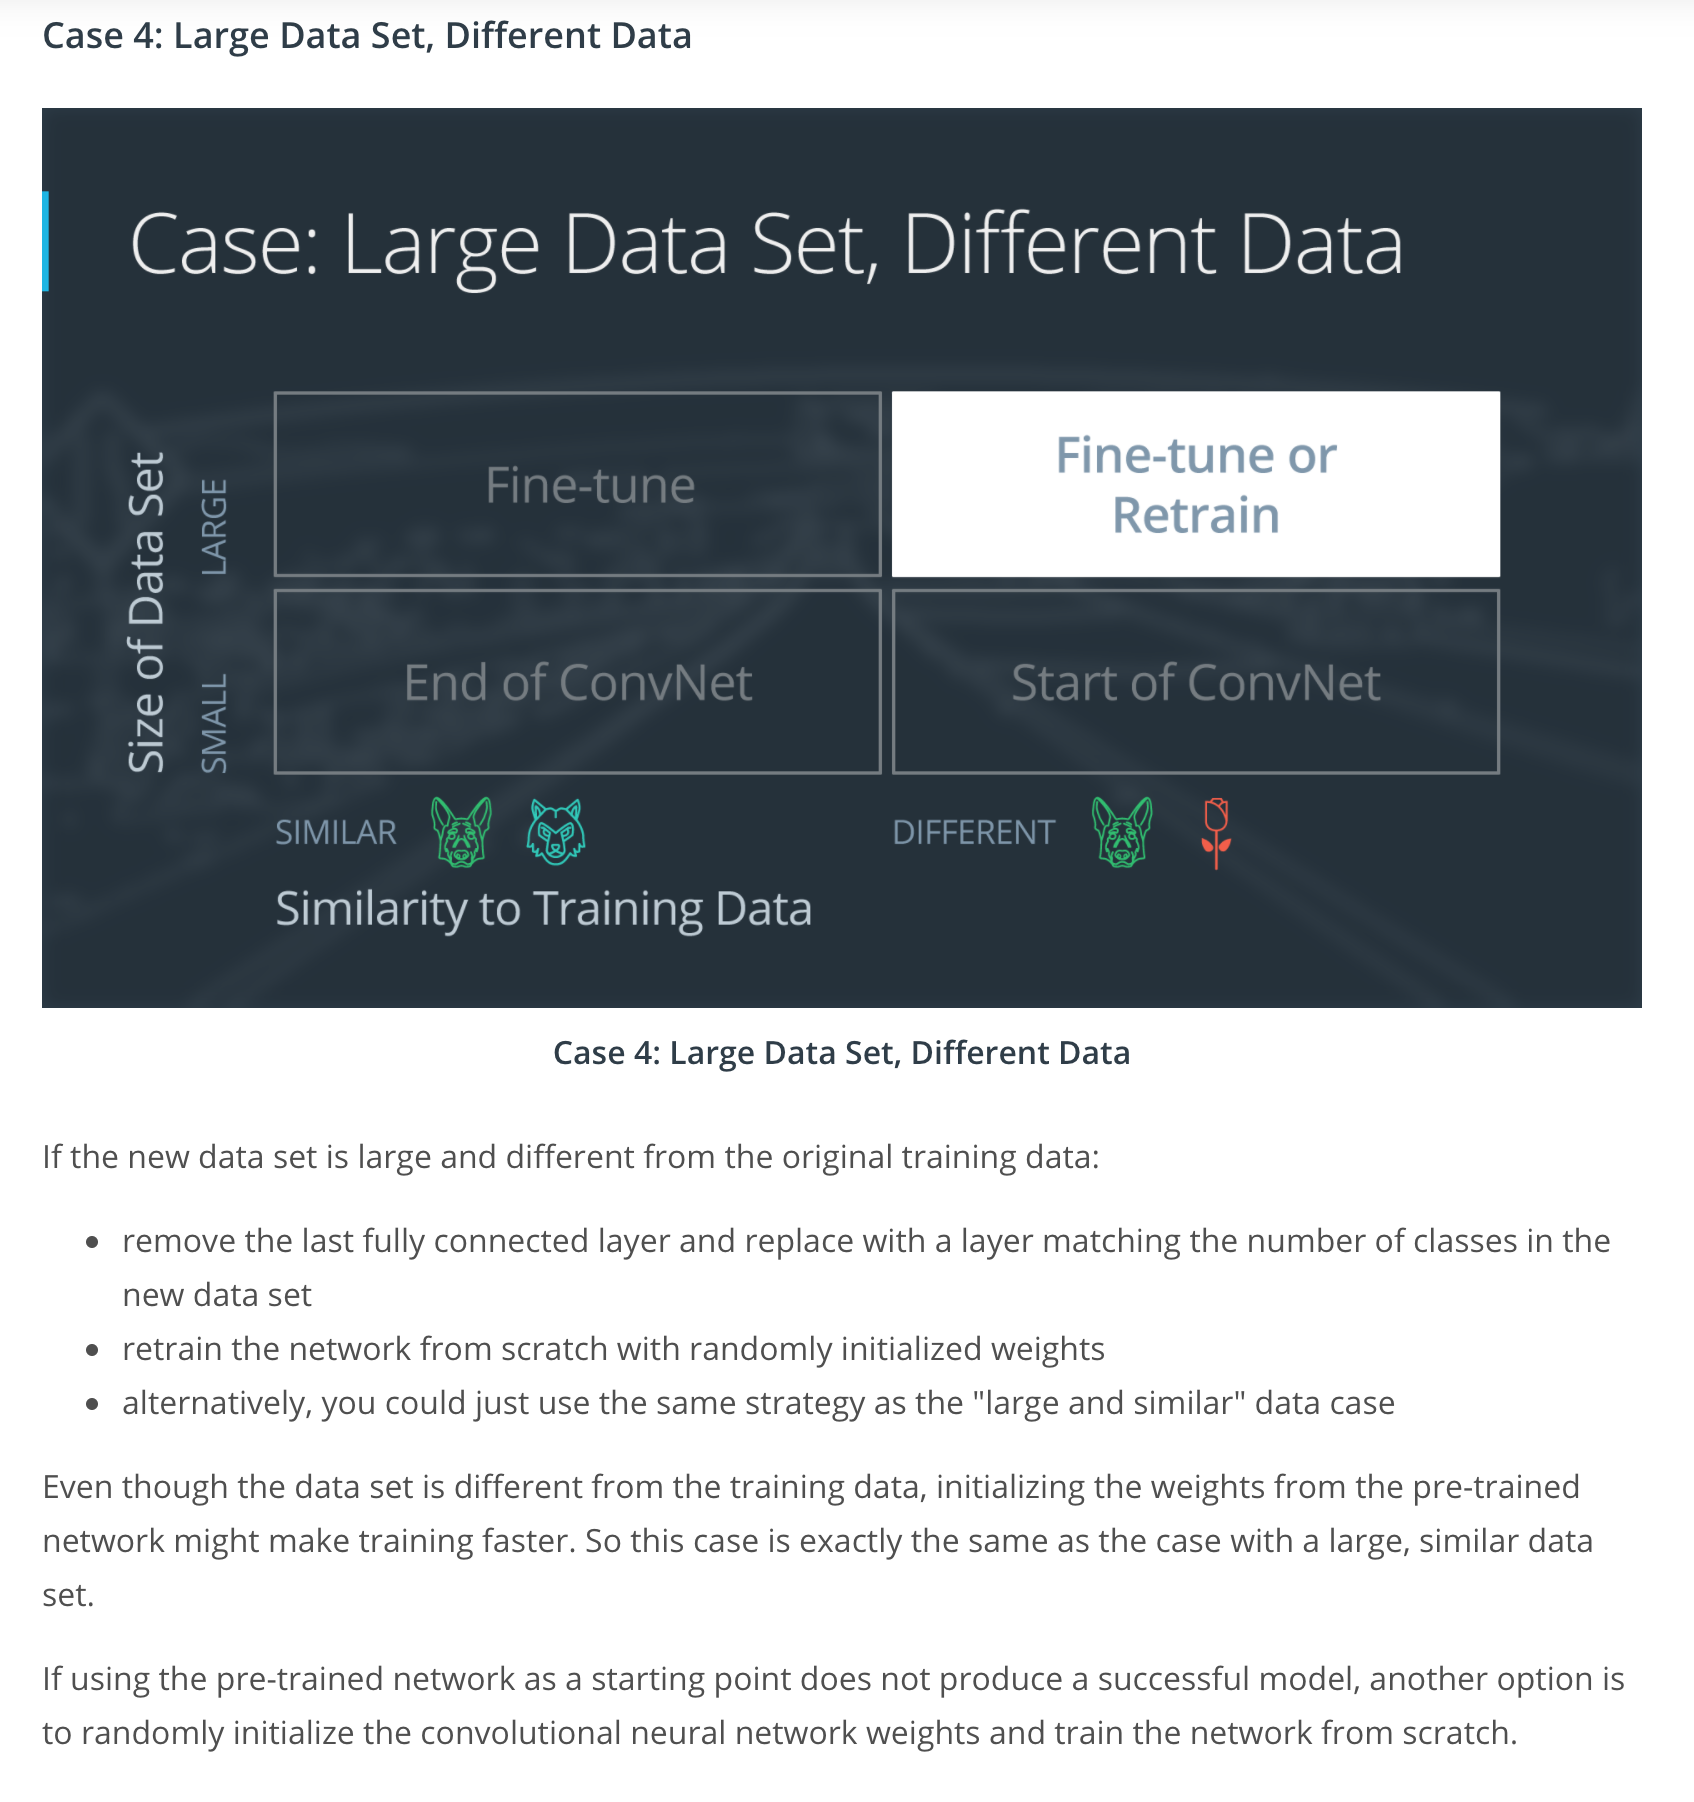 Case 4: Large Data Set, Different Data
Case: Large Data Set, Different Data
Size of Data Set
LARGE
SMALL
Fine-tune
Fine-tune or
Retrain
End of ConvNet
Start of ConvNet
SIMILAR
DIFFERENT
Similarity to Training Data
Case 4: Large Data Set, Different Data
If the new data set is large and different from the original training data:
• remove the last fully connected layer and replace with a layer matching the number of classes in the
new data set
• retrain the network from scratch with randomly initialized weights
• alternatively, you could just use the same strategy as the "large and similar" data case
Even though the data set is different from the training data, initializing the weights from the pre-trained
network might make training faster. So this case is exactly the same as the case with a large, similar data
set.
If using the pre-trained network as a starting point does not produce a successful model, another option is
to randomly initialize the convolutional neural network weights and train the network from scratch.